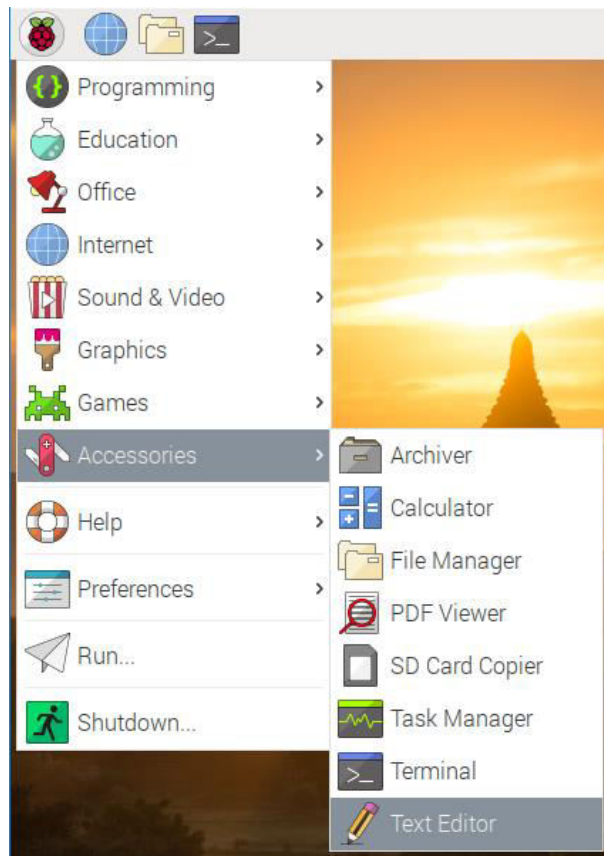 Programming
Education
Office
Internet
Sound & Video
Graphics
Games
Accessories
Help
Preferences
Run...
Shutdown...
Archiver
Calculator
File Manager
PDF Viewer
SD Card Copier
Task Manager
Terminal
Text Editor